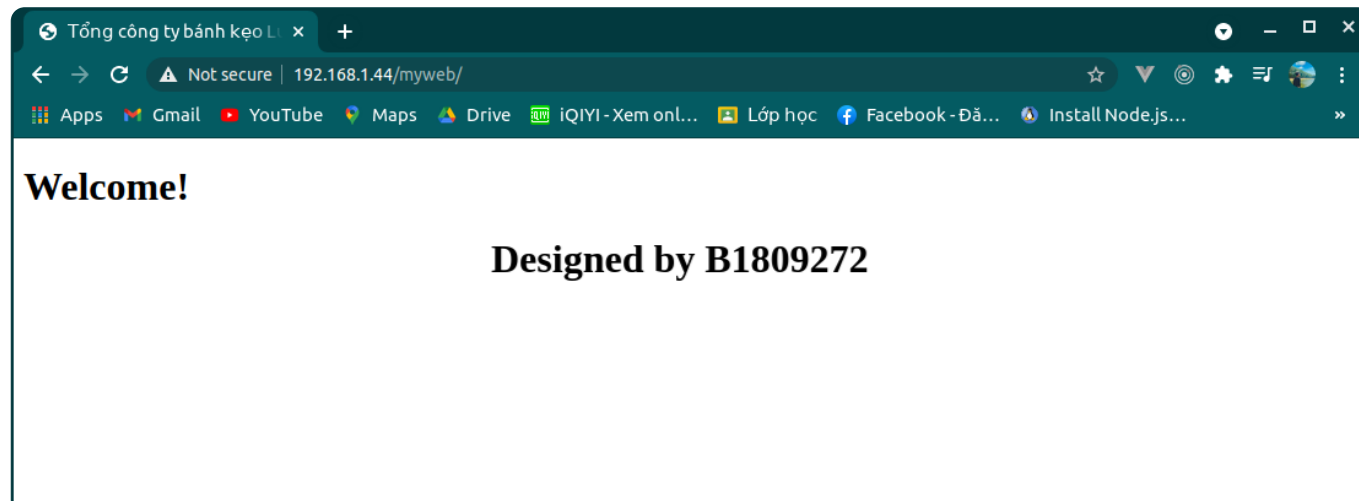 Tổng công ty bánh kẹo Lu
Not secure | 192.168.1.44/myweb/
Apps Gmail YouTube Maps Drive iQIYI - Xem onl... Lớp học Facebook - Đă... Install Node.js... »
Welcome!
Designed by B1809272